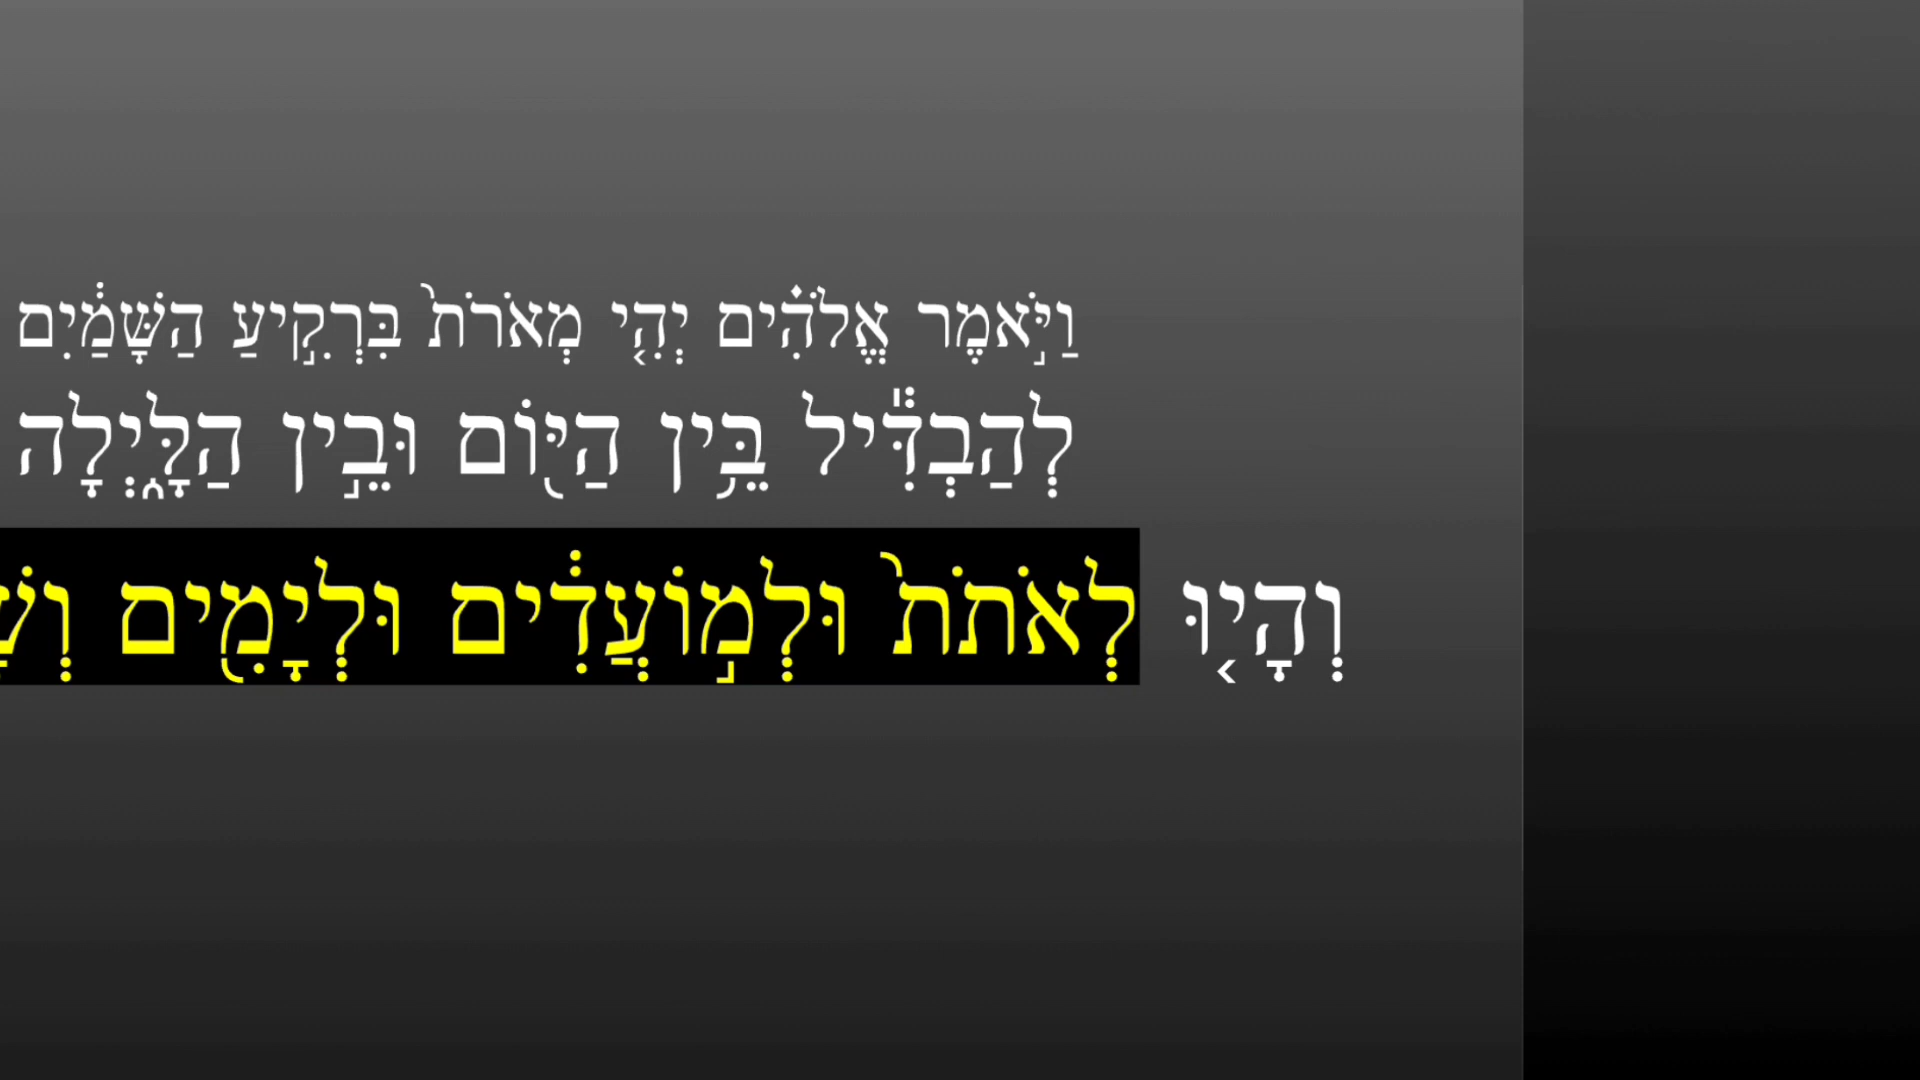 וַיֹּ֣אמֶר אֱלֹהִ֗ים יְהִ֤י מְאֹרֹת֙ בִּרְקִ֣יעַ הַשָּׁמַ֔יִם
לְהַבְדִּ֕יל בֵּ֥ין הַיּ֖וֹם וּבֵ֣ין הַלָּ֑יְלָה
וְהָי֤וּ לְאֹתֹת֙ וּלְמ֣וֹעֲדִ֔ים וּלְיָמִ֖ים